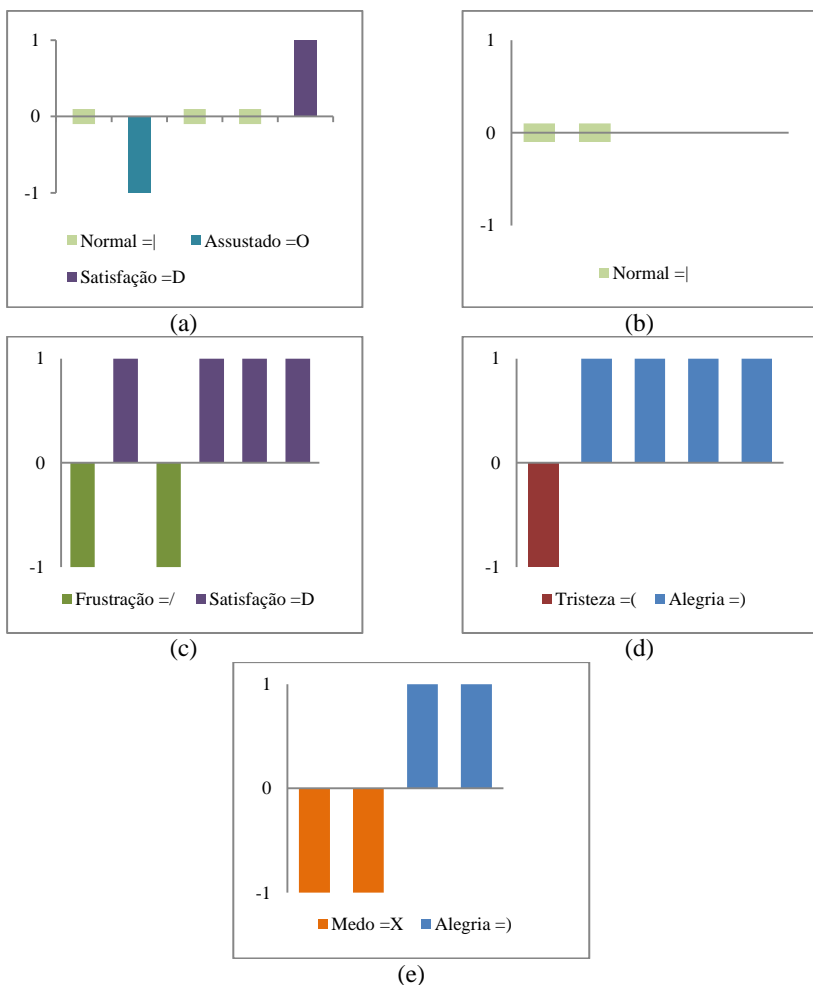 1
0
-1
Normal =| Assustado =O
Satisfação =D
(a)
1
0
-1
Normal =|
(b)
1
0
-1
Frustração =/ Satisfação =D
(c)
1
0
-1
Tristeza =( Alegria =)
(d)
1
0
-1
Medo =X Alegria =)
(e)